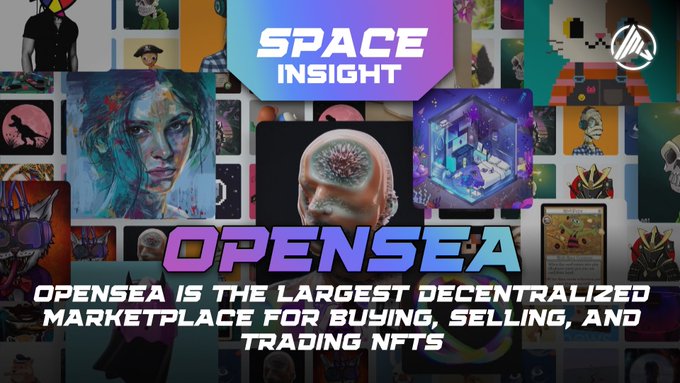 SPACE
INSIGHT
OPENSEA
OPENSEA IS THE LARGEST DECENTRALIZED
MARKETPLACE FOR BUYING, SELLING, AND
TRADING NFTS